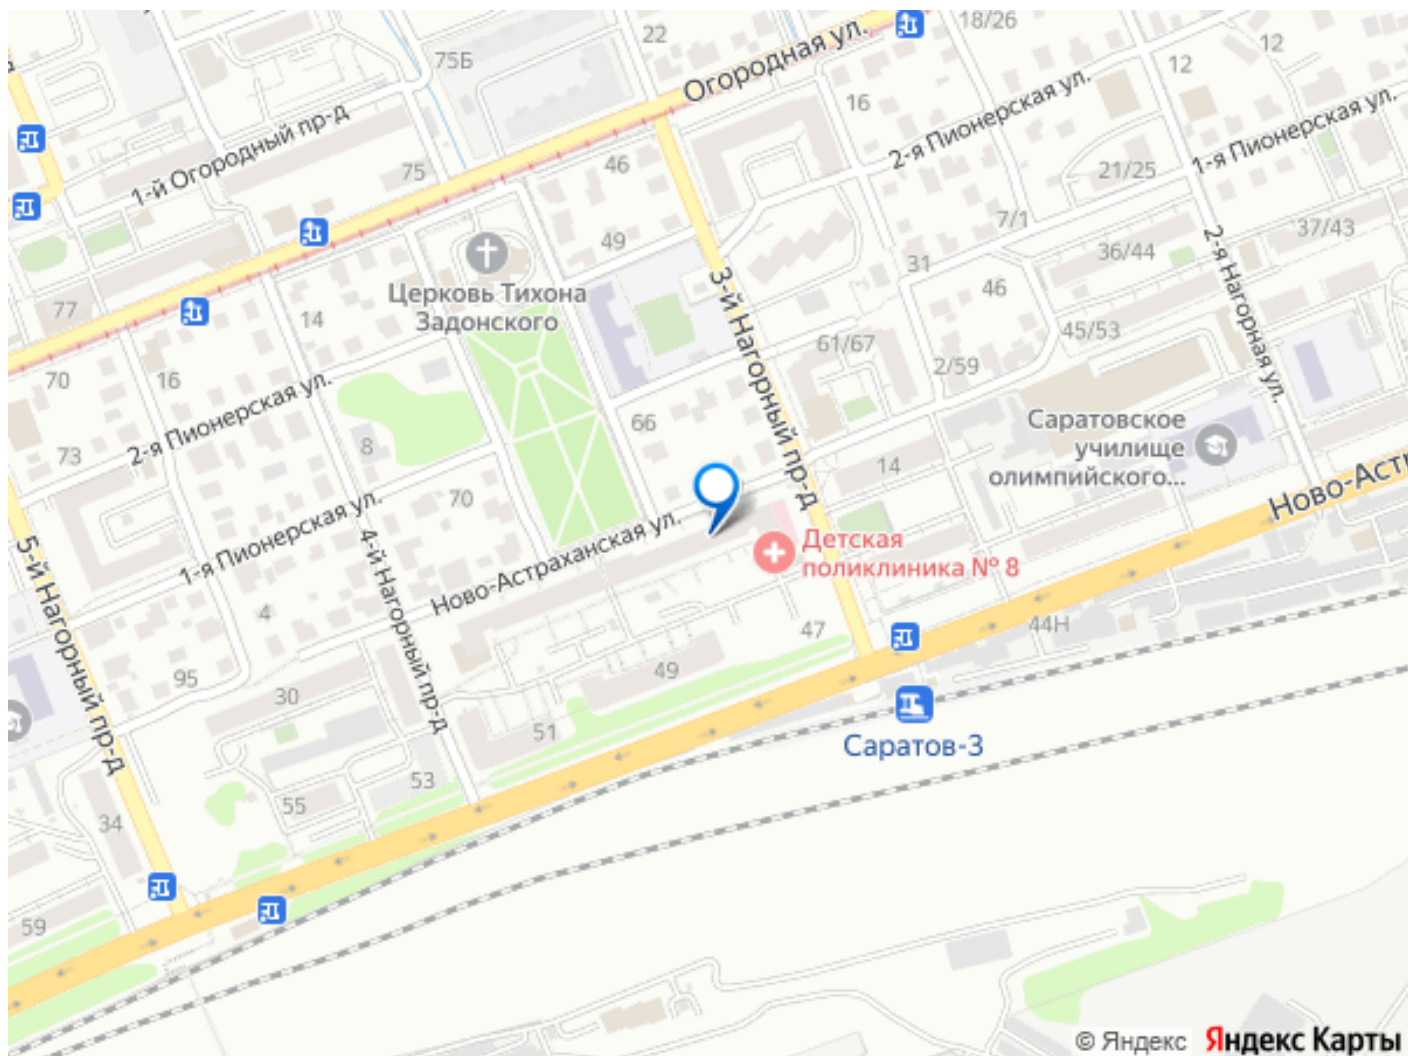 18/26
22
Огородная ул.
12
75Б
12
16
2-я Пионерская ул.
1-я Пионерская ул.
1-й Огородный пр-д
75
46
21/25
7/1
2-я Нагорная ул.
37/43
49
36/44
31
3-й Нагорный пр-д
Церковь Тихона
Задонского
46
77
14
45/53
61/67
2/59
70
16
2-я Пионерская ул.
66
Саратовское
училище
олимпийского...
73
8
14
70
Ново-Аст
1-я Пионерская ул.
Ново-Астраханская ул.
4-й Нагорный пр-д
5-й Нагорный пр-д
Детская
поликлиника № 8
4
47
44Н
49
95
30
51
Саратов-3
53
55
34
59
© Яндекс
Яндекс Карты